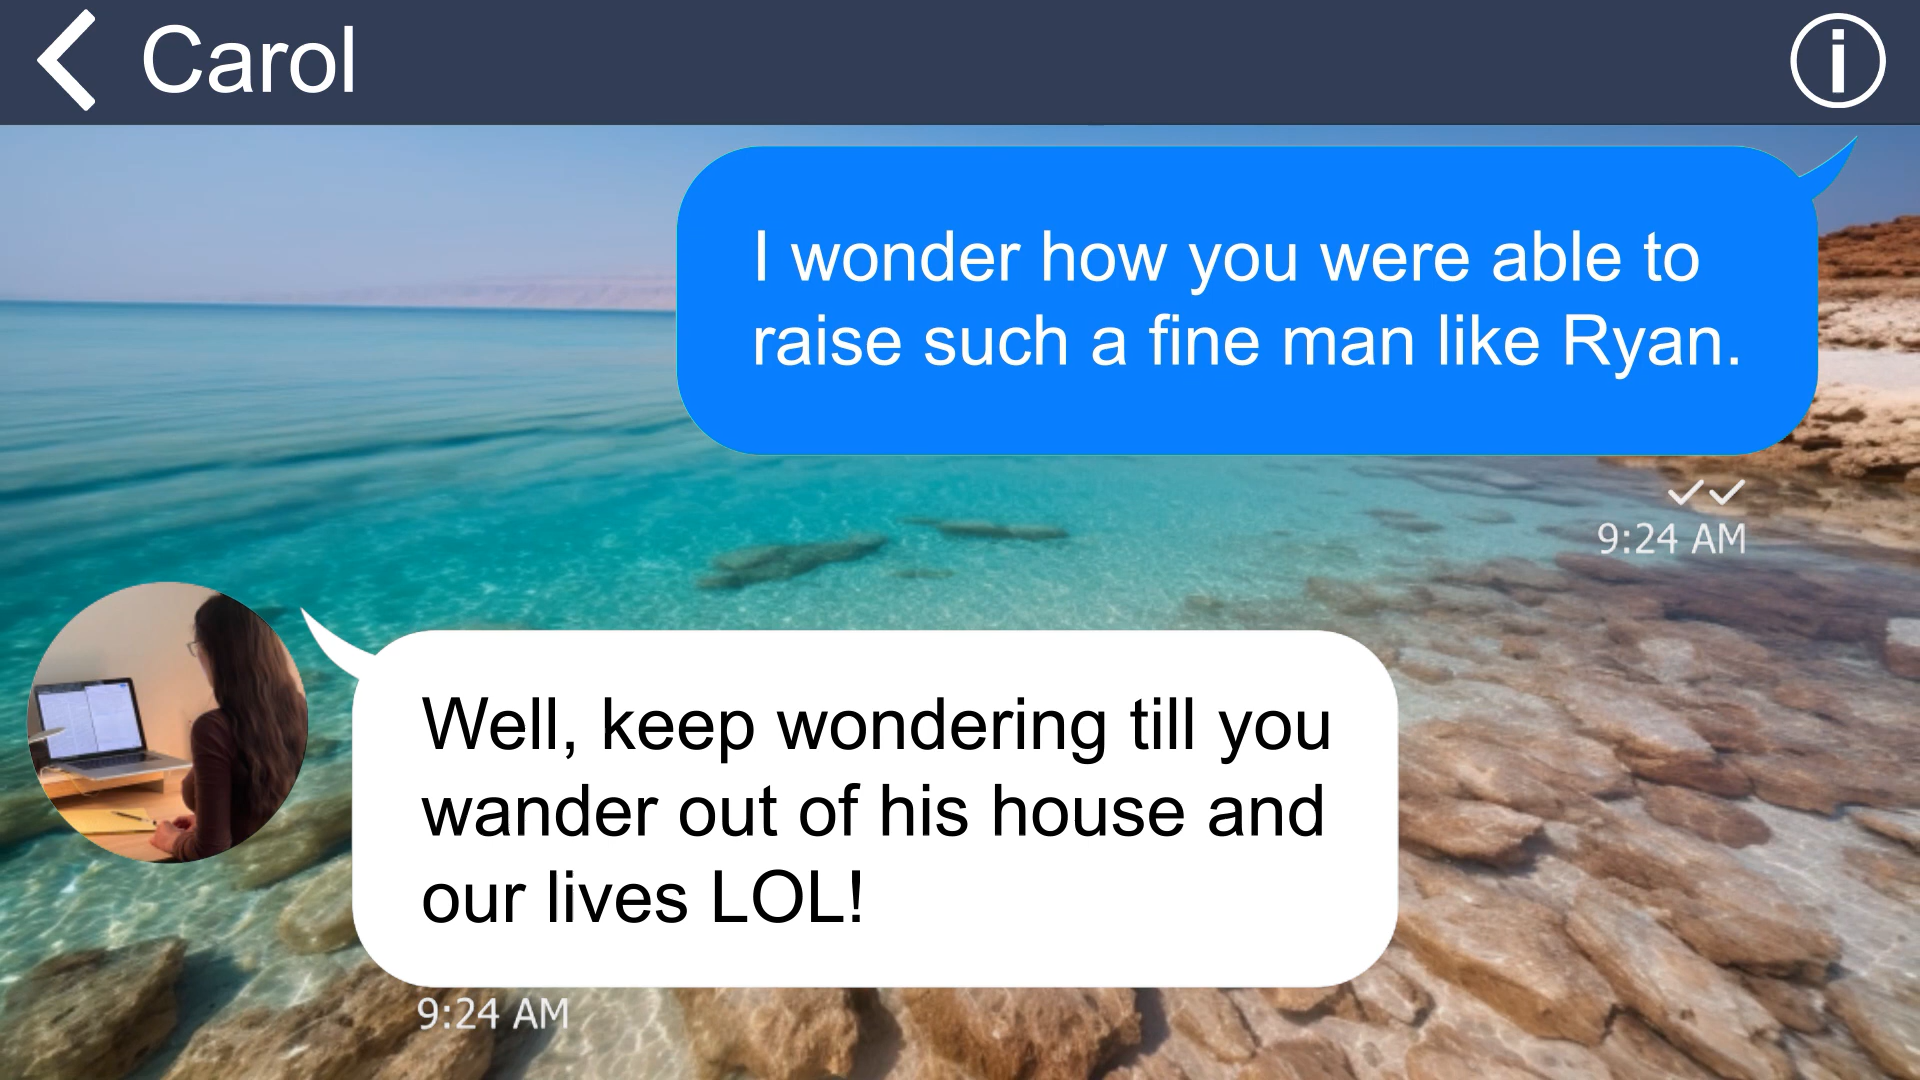 Carol
I wonder how you were able to
raise such a fine man like Ryan.
9:24 AM
Well, keep wondering till you
wander out of his house and
our lives LOL!
9:24 AM